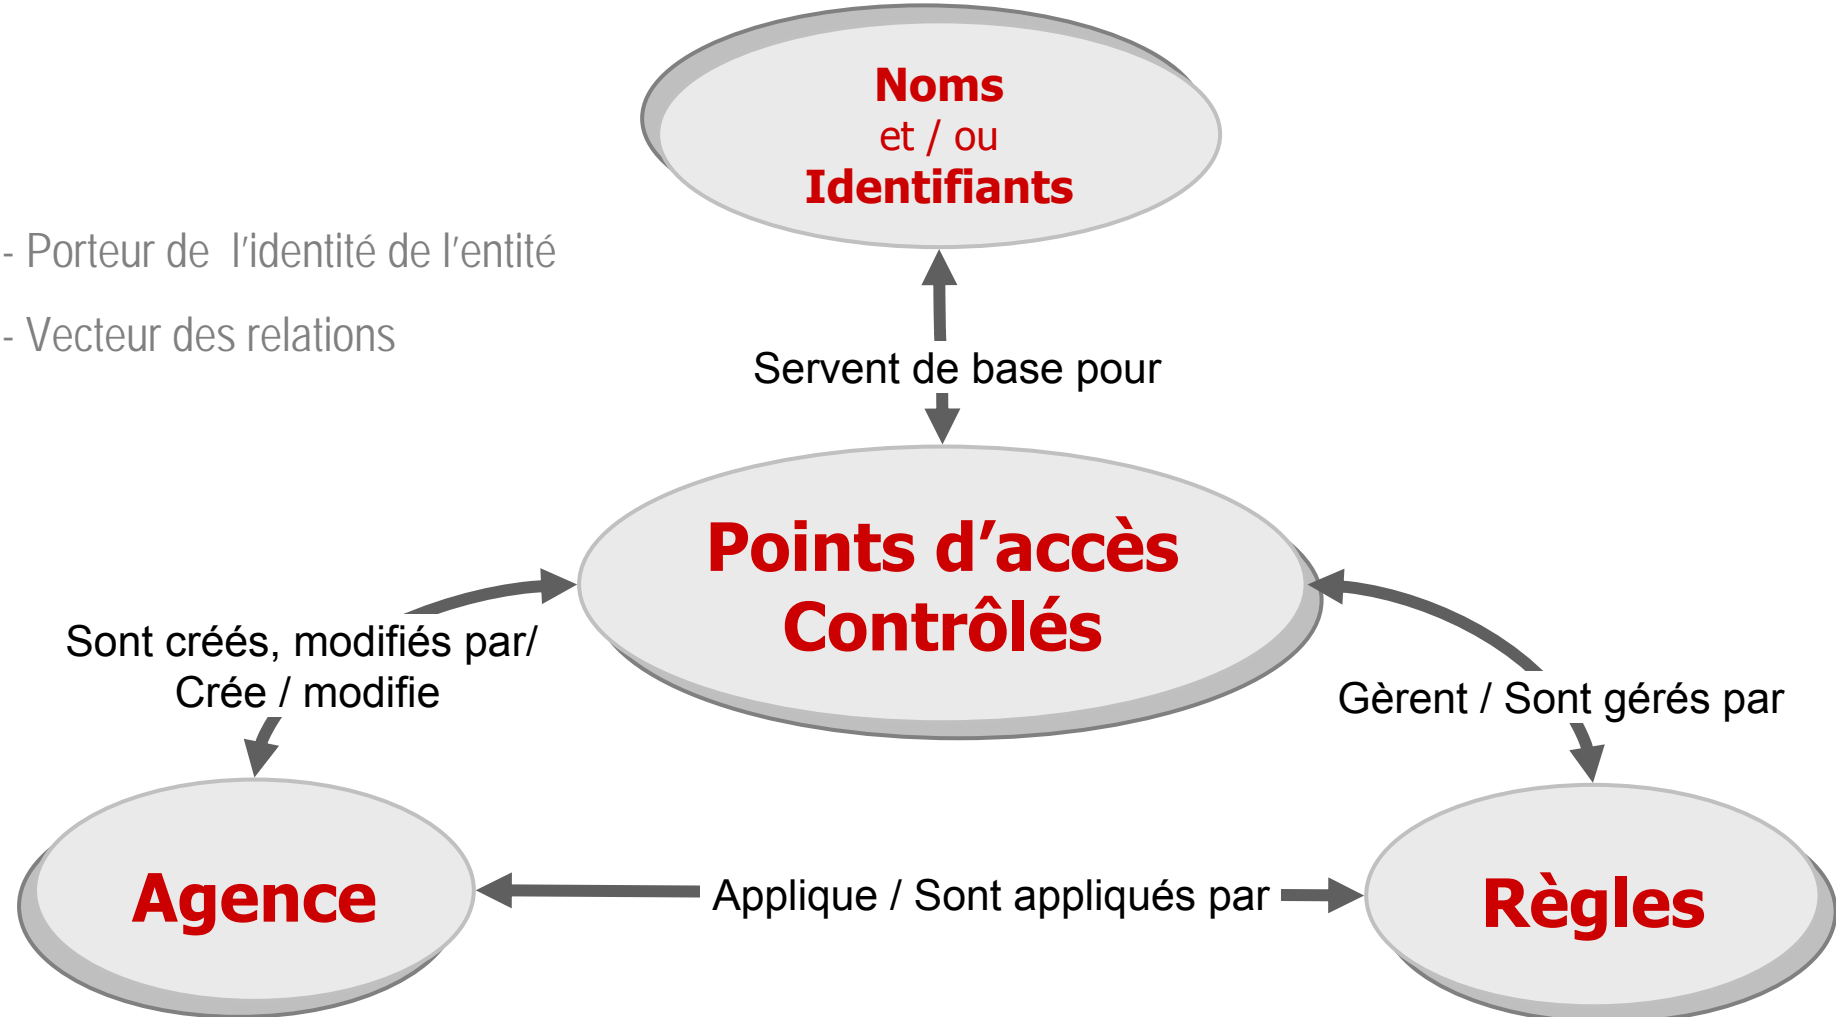 Noms
et / ou
Identifiants
- Porteur de l'identité de l'entité
- Vecteur des relations
Servent de base pour
Points d’accès
Contrôlés
Sont créés, modifiés par/
Crée / modifie
Gèrent / Sont gérés par
Agence
Applique / Sont appliqués par
Règles